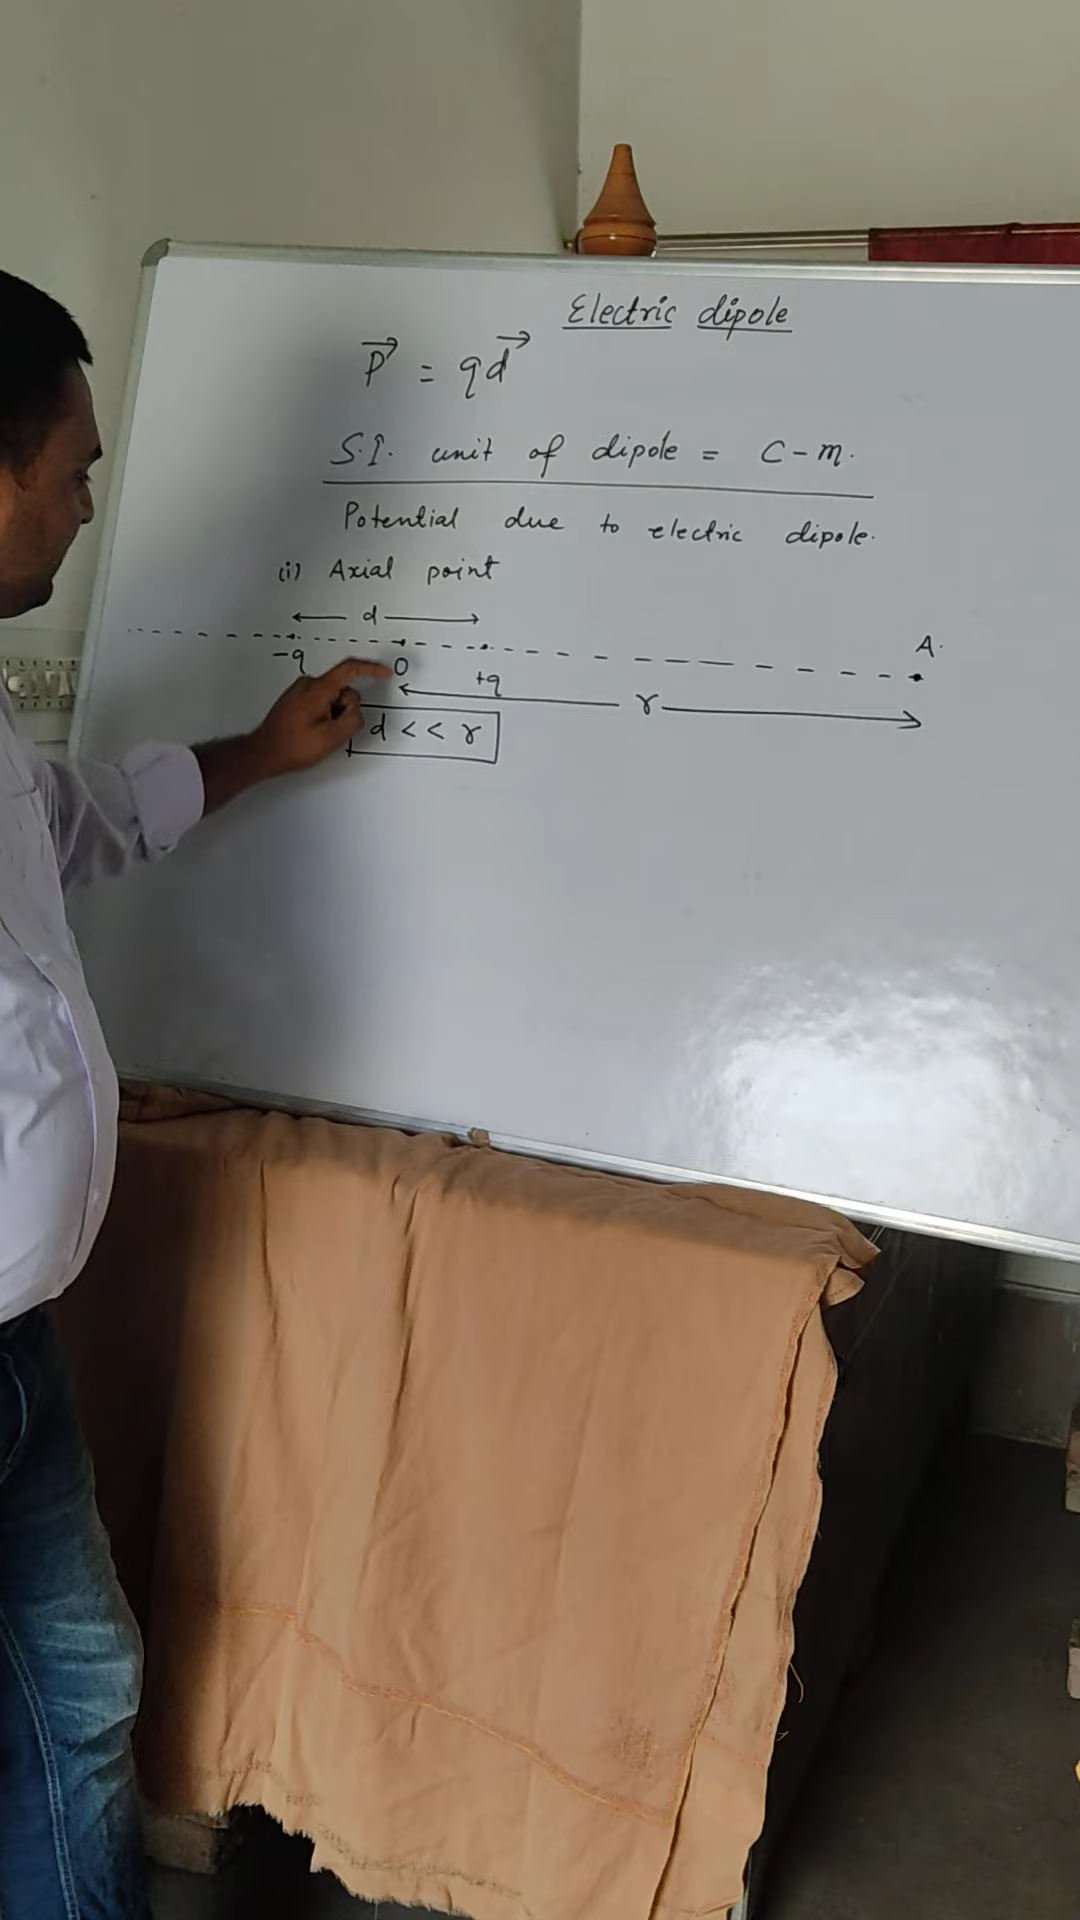 Electric dipole
P⃗ = qd⃗
S.I. unit of dipole = C-m.
Potential due to electric dipole.
(i) Axial point
d
A.
-q O +q
r
d << r